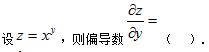 设 z = x^y，则偏导数 ∂z/∂y = （ ）.